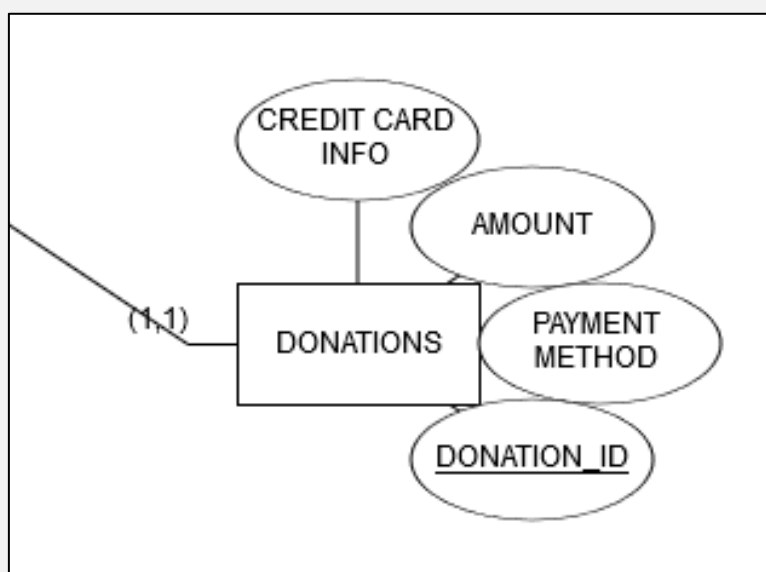 CREDIT CARD
INFO
AMOUNT
(1,1)
DONATIONS
PAYMENT
METHOD
DONATION_ID